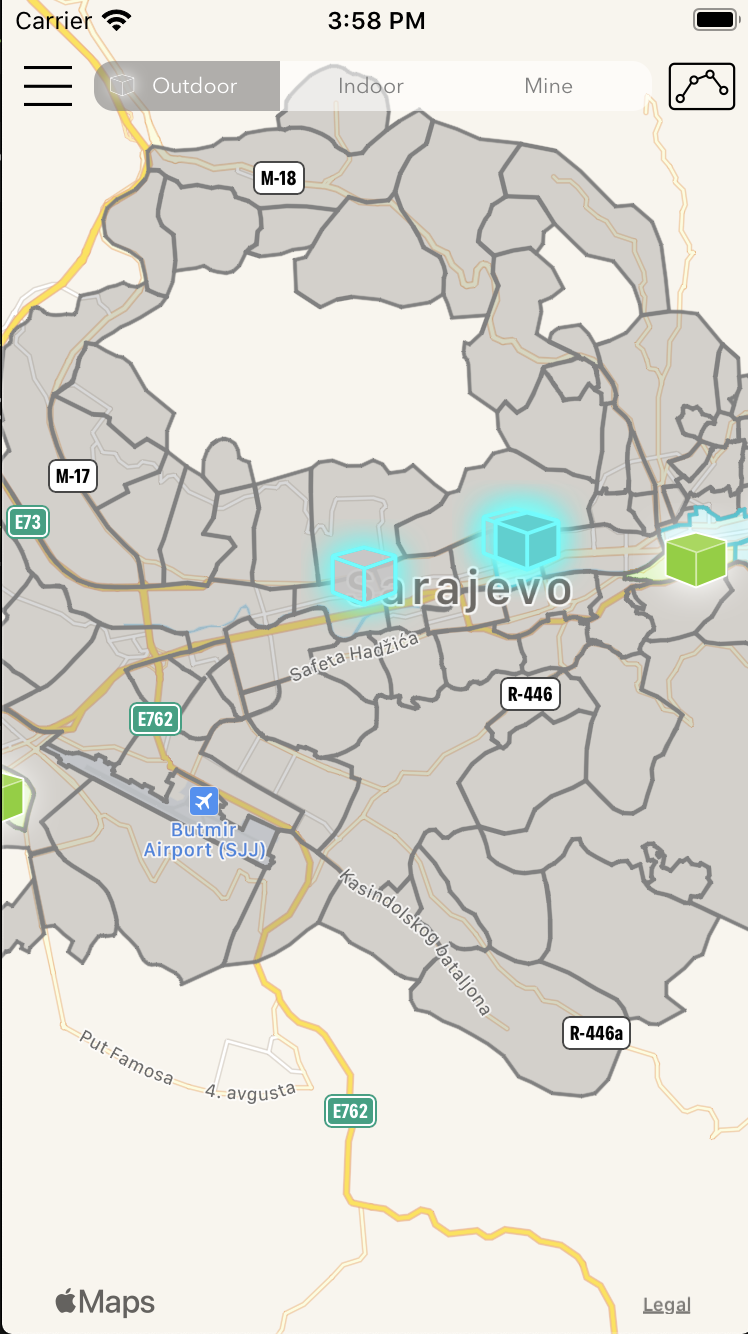 Carrier 3:58 PM
Outdoor Indoor Mine
M-18
M-17
E73
Sarajevo
Safeta Hadžića
R-446
E762
Butmir
Airport (SJJ)
Kasindolskog bataljona
R-446a
Put Famosa
4. avgusta
E762
Maps
Legal